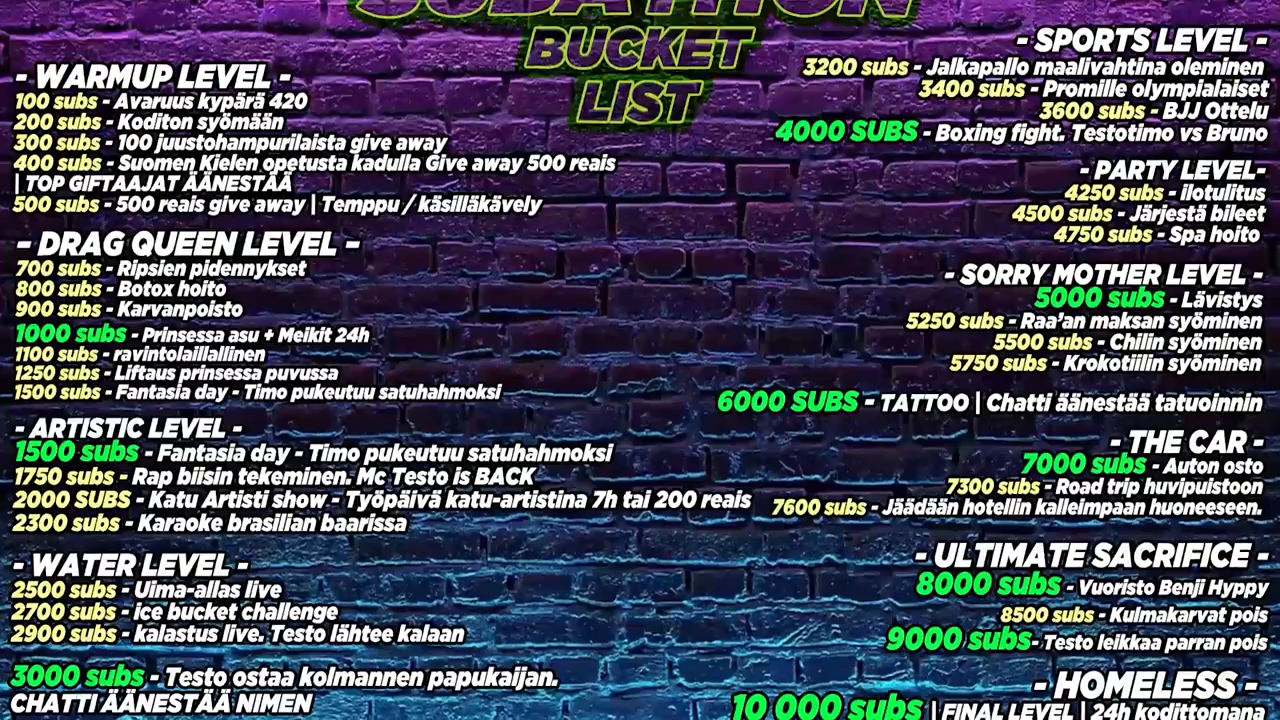 SUBATHON
BUCKET
LIST
- WARMUP LEVEL -
100 subs - Avaruus kypärä 420
200 subs - Koditon syömään
300 subs - 100 juustohampurilaista give away
400 subs - Suomen Kielen opetusta kadulla Give away 500 reais
| TOP GIFTAAJAT ÄÄNESTÄÄ
500 subs - 500 reais give away | Temppu / käsilläkävely
- DRAG QUEEN LEVEL -
700 subs - Ripsien pidennykset
800 subs - Botox hoito
900 subs - Karvanpoisto
1000 subs - Prinsessa asu + Meikit 24h
1100 subs - ravintolaillallinen
1250 subs - Liftaus prinsessa puvussa
1500 subs - Fantasia day - Timo pukeutuu satuhahmoksi
- ARTISTIC LEVEL -
1500 subs - Fantasia day - Timo pukeutuu satuhahmoksi
1750 subs - Rap biisin tekeminen. Mc Testo is BACK
2000 SUBS - Katu Artisti show - Työpäivä katu-artistina 7h tai 200 reais
2300 subs - Karaoke brasilian baarissa
- WATER LEVEL -
2500 subs - Uima-allas live
2700 subs - ice bucket challenge
2900 subs - kalastus live. Testo lähtee kalaan
3000 subs - Testo ostaa kolmannen papukaijan.
CHATTI ÄÄNESTÄÄ NIMEN
- SPORTS LEVEL -
3200 subs - Jalkapallo maalivahtina oleminen
3400 subs - Promille olympialaiset
3600 subs - BJJ Ottelu
4000 SUBS - Boxing fight. Testotimo vs Bruno
- PARTY LEVEL-
4250 subs - ilotulitus
4500 subs - Järjestä bileet
4750 subs - Spa hoito
- SORRY MOTHER LEVEL -
5000 subs - Lävistys
5250 subs - Raa'an maksan syöminen
5500 subs - Chilin syöminen
5750 subs - Krokotiilin syöminen
6000 SUBS - TATTOO | Chatti äänestää tatuoinnin
- THE CAR -
7000 subs - Auton osto
7300 subs - Road trip huvipuistoon
7600 subs - Jäädään hotellin kalleimpaan huoneeseen.
- ULTIMATE SACRIFICE -
8000 subs - Vuoristo Benji Hyppy
8500 subs - Kulmakarvat pois
9000 subs- Testo leikkaa parran pois
- HOMELESS -
10 000 subs | FINAL LEVEL | 24h kodittomana